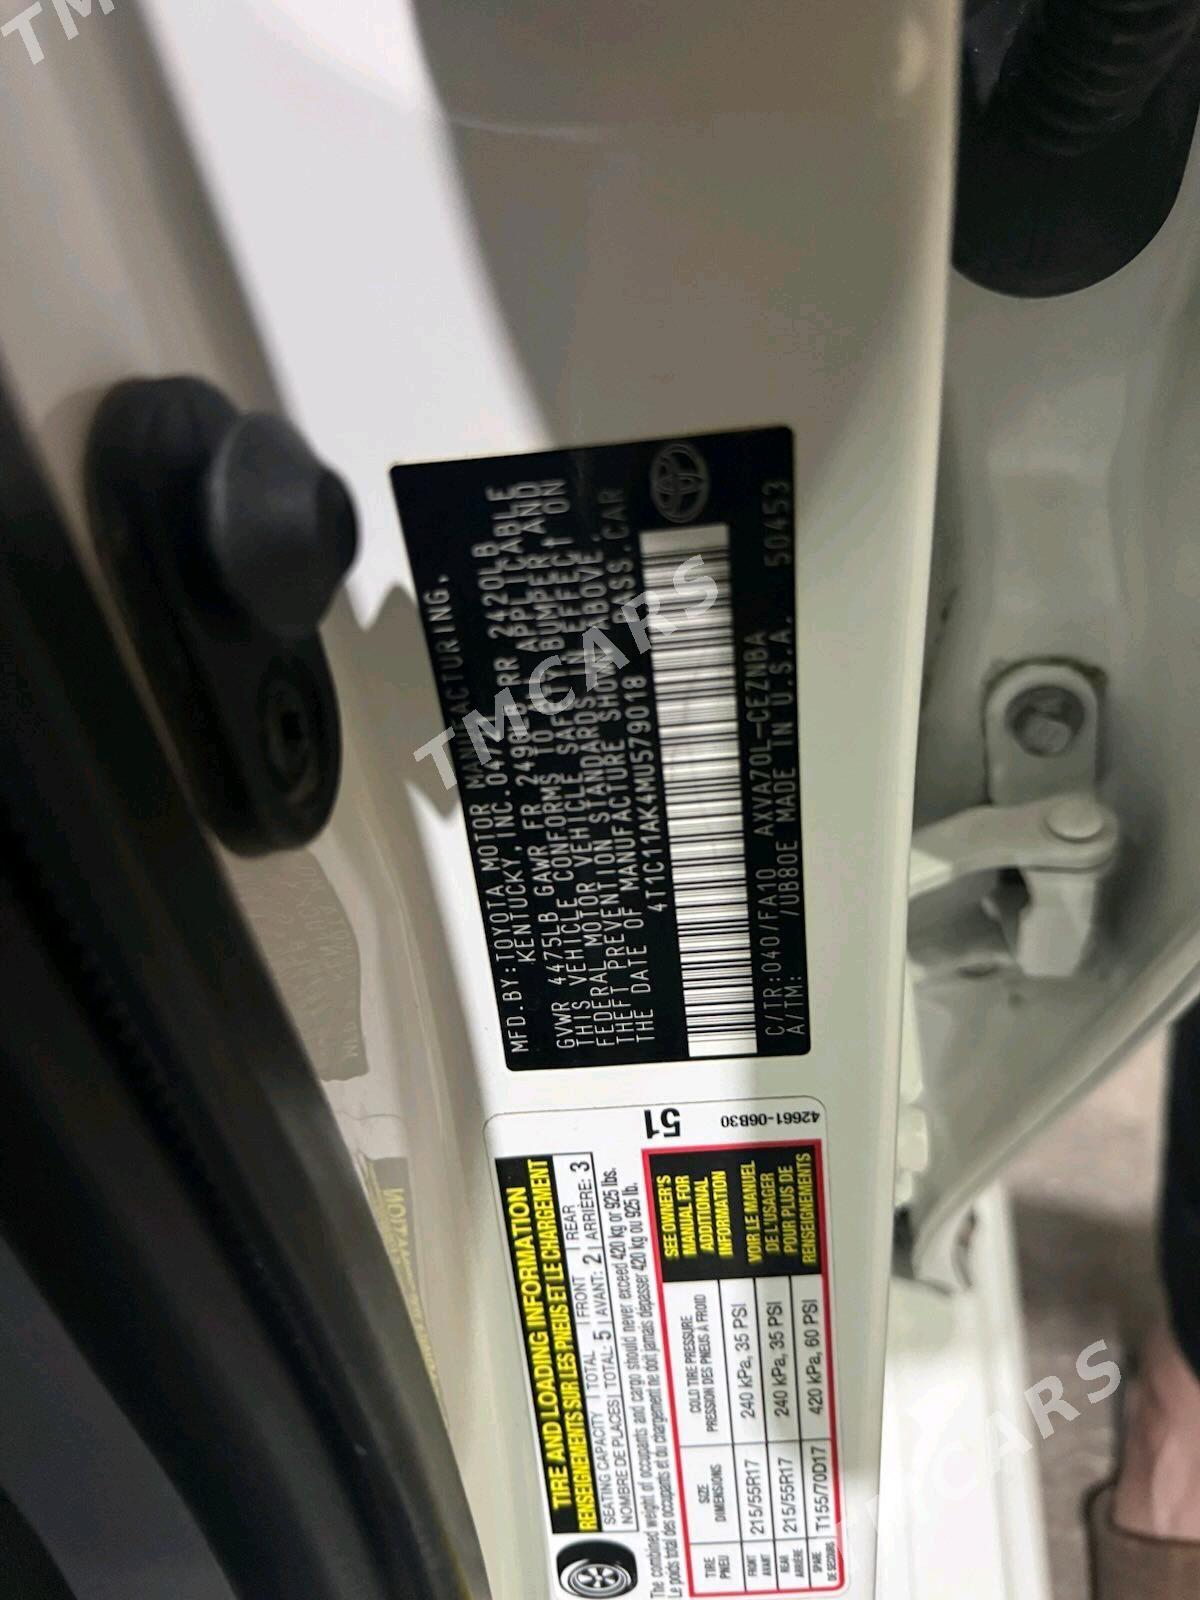 MFD.BY:TOYOTA MOTOR MANUFACTURING.
KENTUCKY, INC. 04/21
GVWR 4475LB GAWR FR 2490LB RR 2420LB
THIS VEHICLE CONFORMS TO ALL APPLICABLE
FEDERAL MOTOR VEHICLE SAFETY, BUMPER, AND
THEFT PREVENTION STANDARDS IN EFFECT ON
THE DATE OF MANUFACTURE SHOWN ABOVE.
4T1C11AK4MU579018 PASS.CAR
C/TR:040/FA10 AXVA70L-CEZNBA
A/TM: /UB80E MADE IN U.S.A. 50453
TIRE AND LOADING INFORMATION
RENSEIGNEMENTS SUR LES PNEUS ET LE CHARGEMENT
SEATING CAPACITY TOTAL FRONT REAR
NOMBRE DE PLACES TOTAL: 5 AVANT: 2 ARRIÈRE: 3
The combined weight of occupants and cargo should never exceed 420 kg or 925 lbs.
Le poids total des occupants et du chargement ne doit jamais dépasser 420 kg ou 925 lb.
TIRE PNEU
SIZE DIMENSIONS
COLD TIRE PRESSURE PRESSION DES PNEUS À FROID
FRONT AVANT 215/55R17 240 kPa, 35 PSI
REAR ARRIÈRE 215/55R17 240 kPa, 35 PSI
SPARE DE SECOURS T155/70D17 420 kPa, 60 PSI
SEE OWNER'S
MANUAL FOR
ADDITIONAL
INFORMATION
VOIR LE MANUEL
DE L'USAGER
POUR PLUS DE
RENSEIGNEMENTS
51
42661-06B30
TMCARS
TMCARS